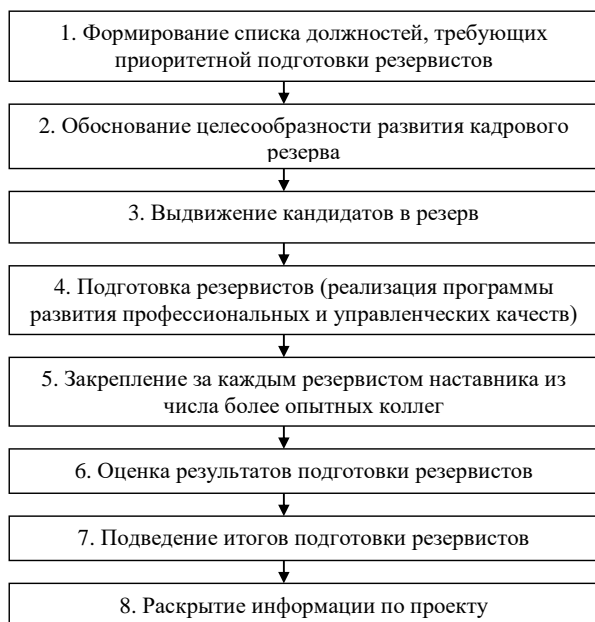 1. Формирование списка должностей, требующих
приоритетной подготовки резервистов
2. Обоснование целесообразности развития кадрового
резерва
3. Выдвижение кандидатов в резерв
4. Подготовка резервистов (реализация программы
развития профессиональных и управленческих качеств)
5. Закрепление за каждым резервистом наставника из
числа более опытных коллег
6. Оценка результатов подготовки резервистов
7. Подведение итогов подготовки резервистов
8. Раскрытие информации по проекту